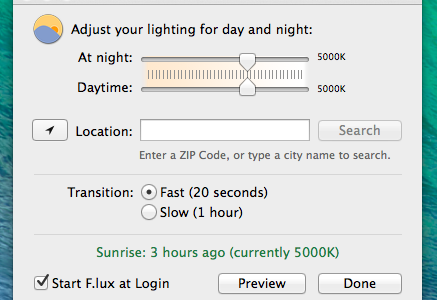 Adjust your lighting for day and night:
At night: 5000K
Daytime: 5000K
Location: Search
Enter a ZIP Code, or type a city name to search.
Transition: Fast (20 seconds)
Slow (1 hour)
Sunrise: 3 hours ago (currently 5000K)
Start F.lux at Login Preview Done